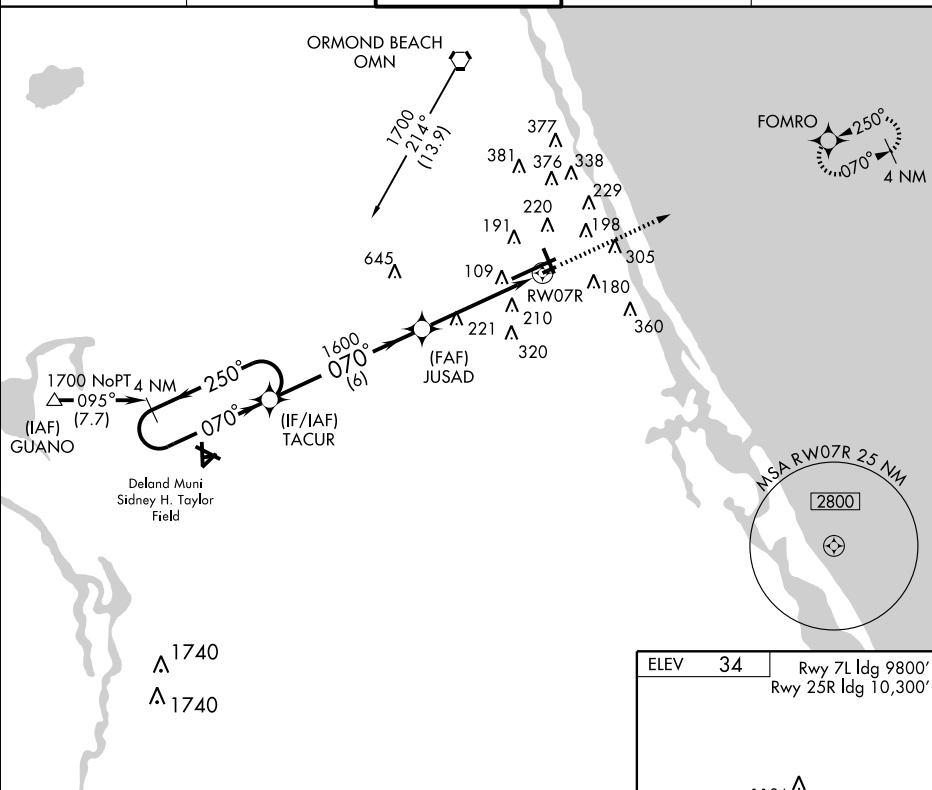 ORMOND BEACH
OMN
1700
214°
(13.9)
FOMRO
250°
070°
4 NM
377
381
376
338
229
220
191
198
645
109
305
RW07R
180
210
360
221
320
1600
070°
(6)
(FAF)
JUSAD
1700 NoPT
095°
(7.7)
4 NM
250°
070°
(IAF)
GUANO
(IF/IAF)
TACUR
Deland Muni
Sidney H. Taylor
Field
MSA RW07R 25 NM
2800
1740
1740
ELEV 34
Rwy 7L ldg 9800'
Rwy 25R ldg 10,300'